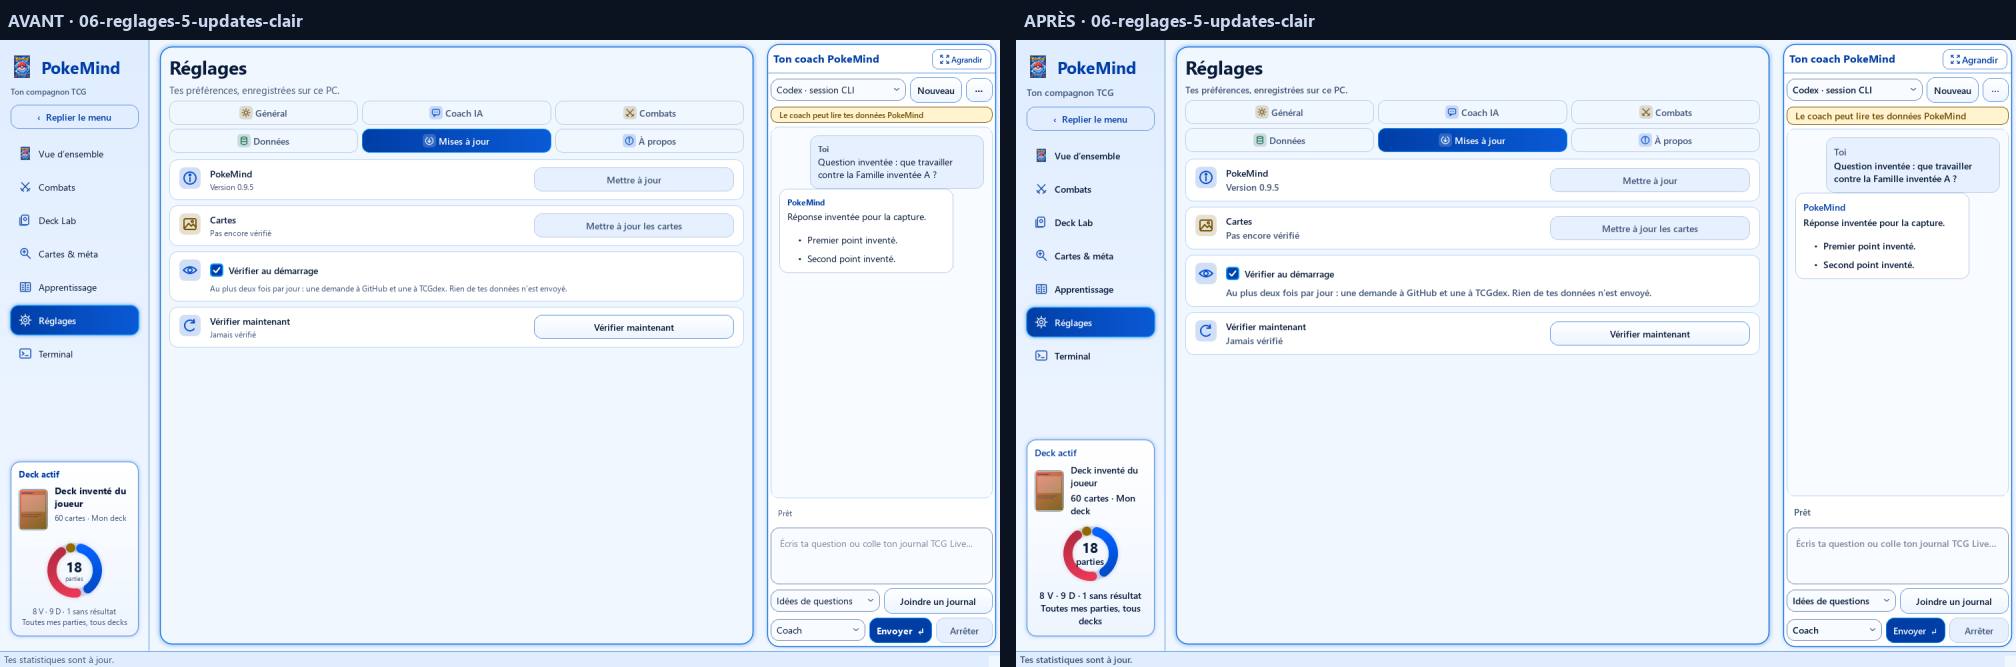 AVANT · 06-reglages-5-updates-clair
PokeMind
Ton compagnon TCG
‹ Replier le menu
Vue d'ensemble
Combats
Deck Lab
Cartes & méta
Apprentissage
Réglages
Terminal
Deck actif
Deck inventé du
joueur
60 cartes · Mon deck
18
parties
8 V · 9 D · 1 sans résultat
Toutes mes parties, tous decks
Réglages
Tes préférences, enregistrées sur ce PC.
Général
Coach IA
Combats
Données
Mises à jour
À propos
PokeMind
Version 0.9.5
Mettre à jour
Cartes
Pas encore vérifié
Mettre à jour les cartes
Vérifier au démarrage
Au plus deux fois par jour : une demande à GitHub et une à TCGdex. Rien de tes données n'est envoyé.
Vérifier maintenant
Jamais vérifié
Vérifier maintenant
Ton coach PokeMind
Agrandir
Codex · session CLI
Nouveau
...
Le coach peut lire tes données PokeMind
Toi
Question inventée : que travailler
contre la Famille inventée A ?
PokeMind
Réponse inventée pour la capture.
• Premier point inventé.
• Second point inventé.
Prêt
Écris ta question ou colle ton journal TCG Live...
Idées de questions
Joindre un journal
Coach
Envoyer ↲
Arrêter
Tes statistiques sont à jour.
APRÈS · 06-reglages-5-updates-clair
PokeMind
Ton compagnon TCG
‹ Replier le menu
Vue d'ensemble
Combats
Deck Lab
Cartes & méta
Apprentissage
Réglages
Terminal
Deck actif
Deck inventé du
joueur
60 cartes · Mon
deck
18
parties
8 V · 9 D · 1 sans résultat
Toutes mes parties, tous
decks
Réglages
Tes préférences, enregistrées sur ce PC.
Général
Coach IA
Combats
Données
Mises à jour
À propos
PokeMind
Version 0.9.5
Mettre à jour
Cartes
Pas encore vérifié
Mettre à jour les cartes
Vérifier au démarrage
Au plus deux fois par jour : une demande à GitHub et une à TCGdex. Rien de tes données n'est envoyé.
Vérifier maintenant
Jamais vérifié
Vérifier maintenant
Ton coach PokeMind
Agrandir
Codex · session CLI
Nouveau
...
Le coach peut lire tes données PokeMind
Toi
Question inventée : que travailler
contre la Famille inventée A ?
PokeMind
Réponse inventée pour la capture.
• Premier point inventé.
• Second point inventé.
Prêt
Écris ta question ou colle ton journal TCG Live...
Idées de questions
Joindre un journal
Coach
Envoyer ↲
Arrêter
Tes statistiques sont à jour.